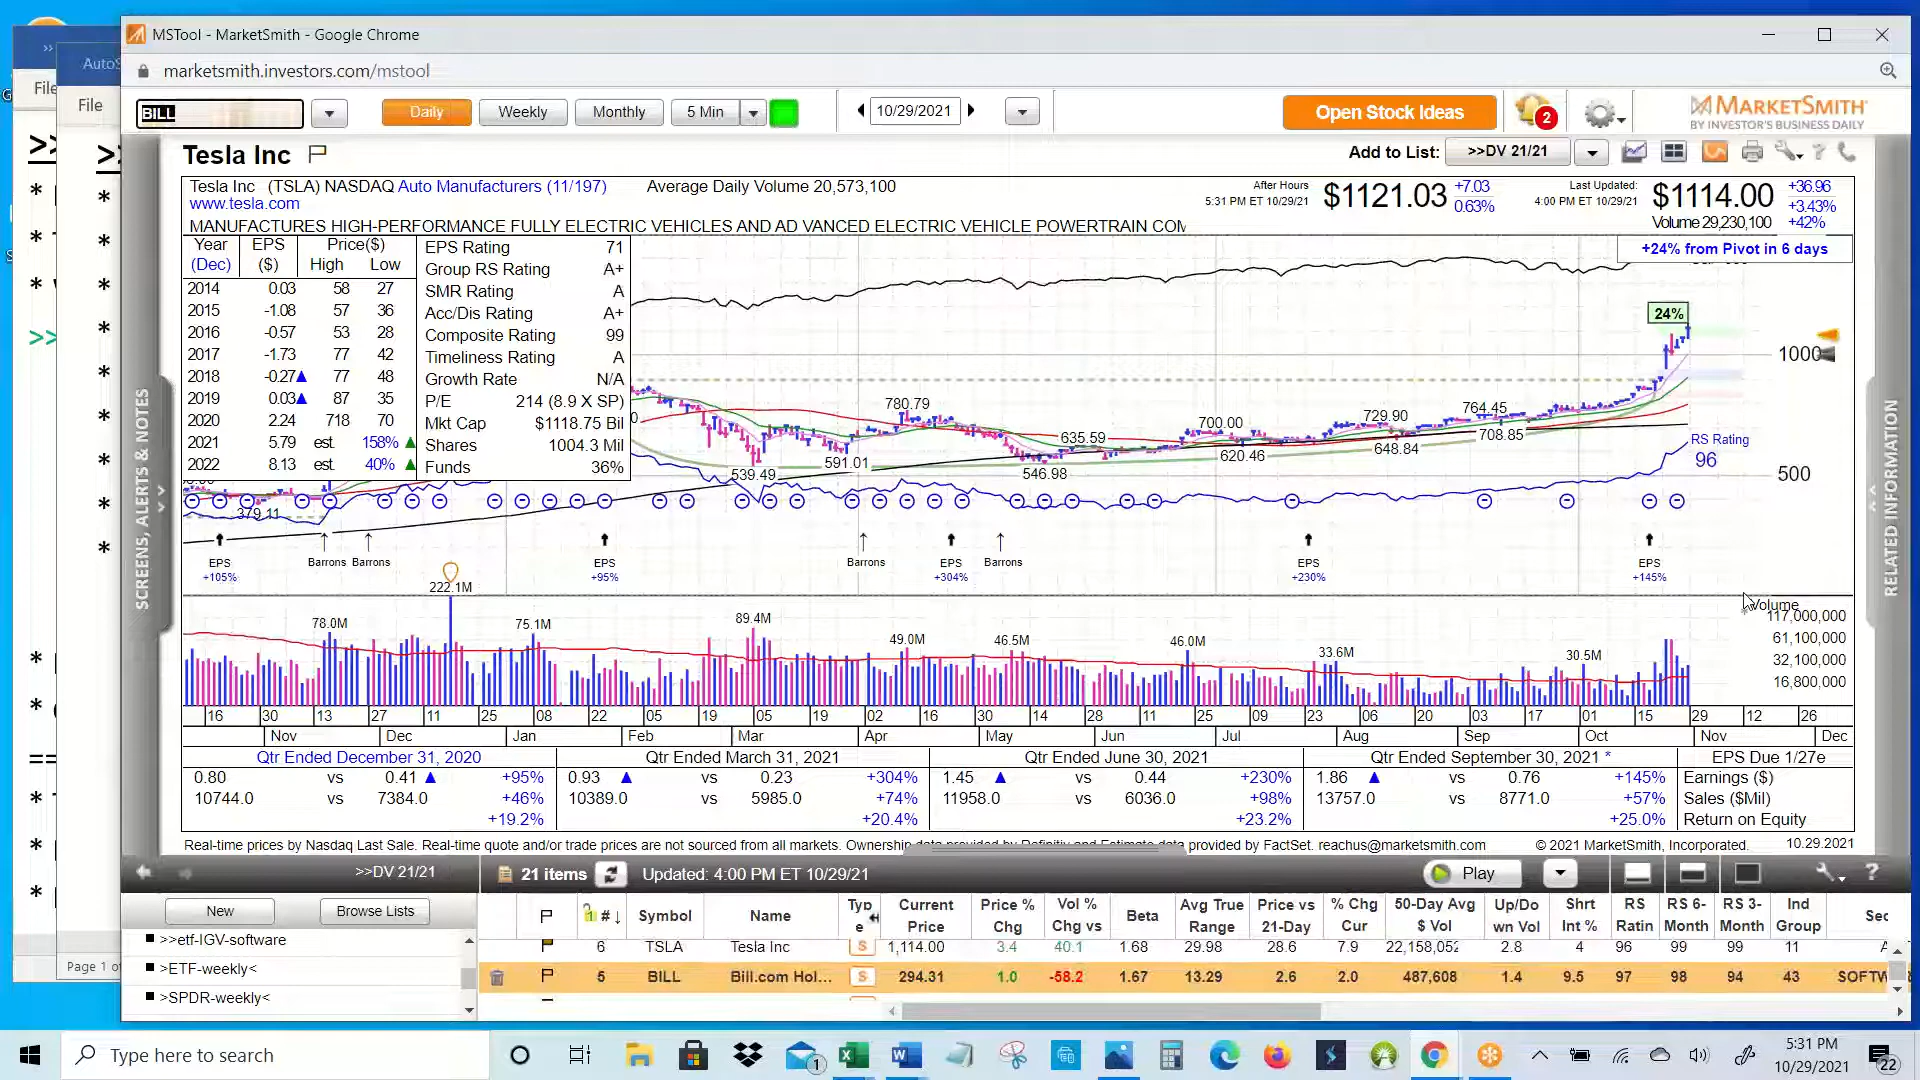 MSTool - MarketSmith - Google Chrome
marketsmith.investors.com/mstool
File
AutoS
File
BILL
Daily
Weekly
Monthly
5 Min
10/29/2021
Open Stock Ideas
2
MARKETSMITH
BY INVESTOR'S BUSINESS DAILY
Tesla Inc
Add to List:
>>DV 21/21
Tesla Inc (TSLA) NASDAQ Auto Manufacturers (11/197) Average Daily Volume 20,573,100
www.tesla.com
After Hours
5:31 PM ET 10/29/21
$1121.03
+7.03
0.63%
Last Updated:
4:00 PM ET 10/29/21
$1114.00
+36.96
+3.43%
Volume 29,230,100
+42%
MANUFACTURES HIGH-PERFORMANCE FULLY ELECTRIC VEHICLES AND AD VANCED ELECTRIC VEHICLE POWERTRAIN COM
+24% from Pivot in 6 days
Year EPS Price($)
(Dec) ($) High Low
2014 0.03 58 27
2015 -1.08 57 36
2016 -0.57 53 28
2017 -1.73 77 42
2018 -0.27 77 48
2019 0.03 87 35
2020 2.24 718 70
2021 5.79 est. 158%
2022 8.13 est. 40%
EPS Rating 71
Group RS Rating A+
SMR Rating A
Acc/Dis Rating A+
Composite Rating 99
Timeliness Rating A
Growth Rate N/A
P/E 214 (8.9 X SP)
Mkt Cap $1118.75 Bil
Shares 1004.3 Mil
Funds 36%
24%
1000
500
RS Rating
96
780.79
700.00
729.90
764.45
635.59
708.85
648.84
620.46
591.01
539.49
546.98
379.11
EPS
+105%
Barrons
Barrons
EPS
+95%
Barrons
EPS
+304%
Barrons
EPS
+230%
EPS
+145%
222.1M
78.0M
75.1M
89.4M
49.0M
46.5M
46.0M
33.6M
30.5M
Volume
117,000,000
61,100,000
32,100,000
16,800,000
16 30 13 27 11 25 08 22 05 19 05 19 02 16 30 14 28 11 25 09 23 06 20 03 17 01 15 29 12 26
Nov Dec Jan Feb Mar Apr May Jun Jul Aug Sep Oct Nov Dec
Qtr Ended December 31, 2020 Qtr Ended March 31, 2021 Qtr Ended June 30, 2021 Qtr Ended September 30, 2021 * EPS Due 1/27e
0.80 vs 0.41 +95% 0.93 vs 0.23 +304% 1.45 vs 0.44 +230% 1.86 vs 0.76 +145% Earnings ($)
10744.0 vs 7384.0 +46% 10389.0 vs 5985.0 +74% 11958.0 vs 6036.0 +98% 13757.0 vs 8771.0 +57% Sales ($Mil)
+19.2% +20.4% +23.2% +25.0% Return on Equity
Real-time prices by Nasdaq Last Sale. Real-time quote and/or trade prices are not sourced from all markets. Ownership data provided by Refinitiv and Estimate data provided by FactSet. reachus@marketsmith.com © 2021 MarketSmith, Incorporated. 10.29.2021
SCREENS, ALERTS & NOTES
RELATED INFORMATION
>>DV 21/21
21 items
Updated: 4:00 PM ET 10/29/21
Play
New
Browse Lists
>>etf-IGV-software
>ETF-weekly<
>SPDR-weekly<
# Symbol Name Typ e Current Price Price % Chg Vol % Chg vs Beta Avg True Range Price vs 21-Day % Chg Cur 50-Day Avg $ Vol Up/Do wn Vol Shrt Int % RS Ratin RS 6-Month RS 3-Month Ind Group Sec
6 TSLA Tesla Inc S 1,114.00 3.4 40.1 1.68 29.98 28.6 7.9 22,158,052 2.8 4 96 99 99 11
5 BILL Bill.com Hol... S 294.31 1.0 -58.2 1.67 13.29 2.6 2.0 487,608 1.4 9.5 97 98 94 43 SOFTW
Page 1 of
Type here to search
1
5:31 PM
10/29/2021
22